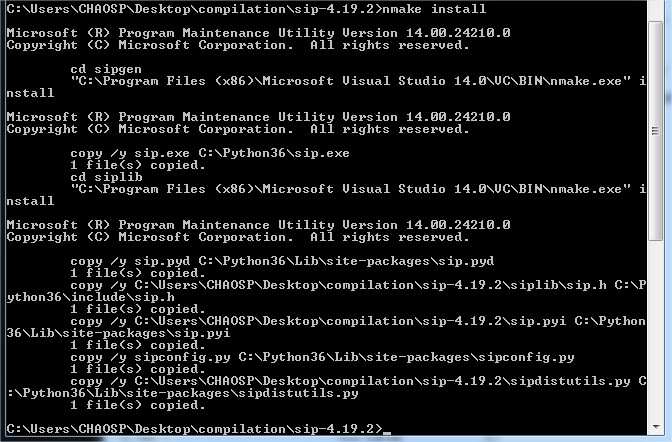 C:\Users\CHAOSP\Desktop\compilation\sip-4.19.2>nmake install
Microsoft (R) Program Maintenance Utility Version 14.00.24210.0
Copyright (C) Microsoft Corporation.  All rights reserved.
cd sipgen
"C:\Program Files (x86)\Microsoft Visual Studio 14.0\VC\BIN\nmake.exe" i
nstall
Microsoft (R) Program Maintenance Utility Version 14.00.24210.0
Copyright (C) Microsoft Corporation.  All rights reserved.
copy /y sip.exe C:\Python36\sip.exe
1 file(s) copied.
cd siplib
"C:\Program Files (x86)\Microsoft Visual Studio 14.0\VC\BIN\nmake.exe" i
nstall
Microsoft (R) Program Maintenance Utility Version 14.00.24210.0
Copyright (C) Microsoft Corporation.  All rights reserved.
copy /y sip.pyd C:\Python36\Lib\site-packages\sip.pyd
1 file(s) copied.
copy /y C:\Users\CHAOSP\Desktop\compilation\sip-4.19.2\siplib\sip.h C:\P
ython36\include\sip.h
1 file(s) copied.
copy /y C:\Users\CHAOSP\Desktop\compilation\sip-4.19.2\sip.pyi C:\Python
36\Lib\site-packages\sip.pyi
1 file(s) copied.
copy /y sipconfig.py C:\Python36\Lib\site-packages\sipconfig.py
1 file(s) copied.
copy /y C:\Users\CHAOSP\Desktop\compilation\sip-4.19.2\sipdistutils.py C
:\Python36\Lib\site-packages\sipdistutils.py
1 file(s) copied.
C:\Users\CHAOSP\Desktop\compilation\sip-4.19.2>_